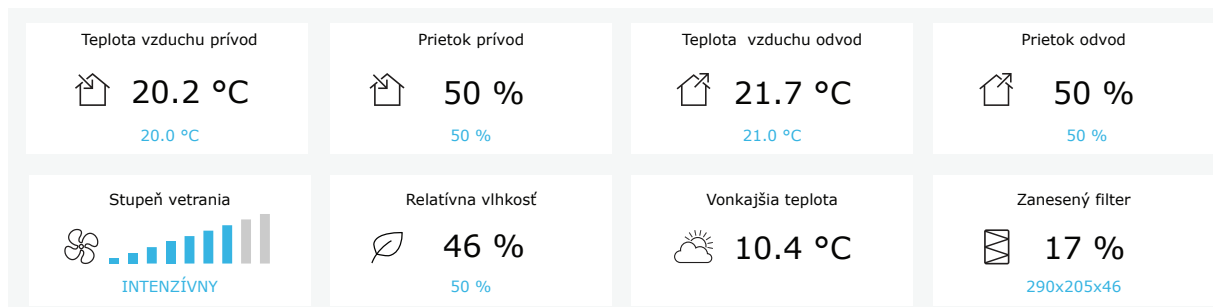 Teplota vzduchu prívod
20.2 °C
20.0 °C
Prietok prívod
50 %
50 %
Teplota vzduchu odvod
21.7 °C
21.0 °C
Prietok odvod
50 %
50 %
Stupeň vetrania
INTENZÍVNY
Relatívna vlhkosť
46 %
50 %
Vonkajšia teplota
10.4 °C
Zanesený filter
17 %
290x205x46